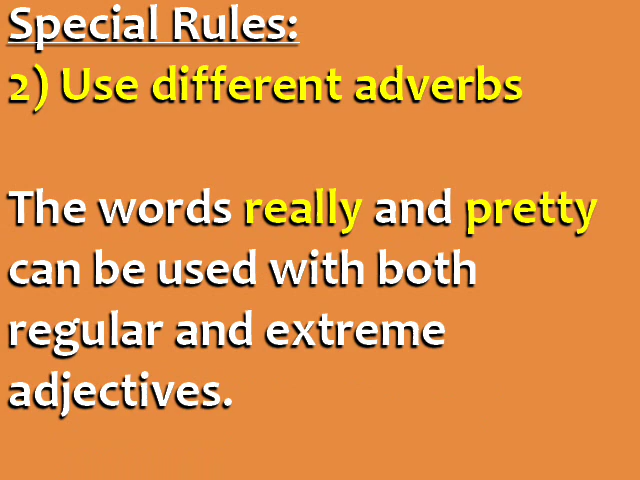 Special Rules:
2) Use different adverbs
The words really and pretty
can be used with both
regular and extreme
adjectives.